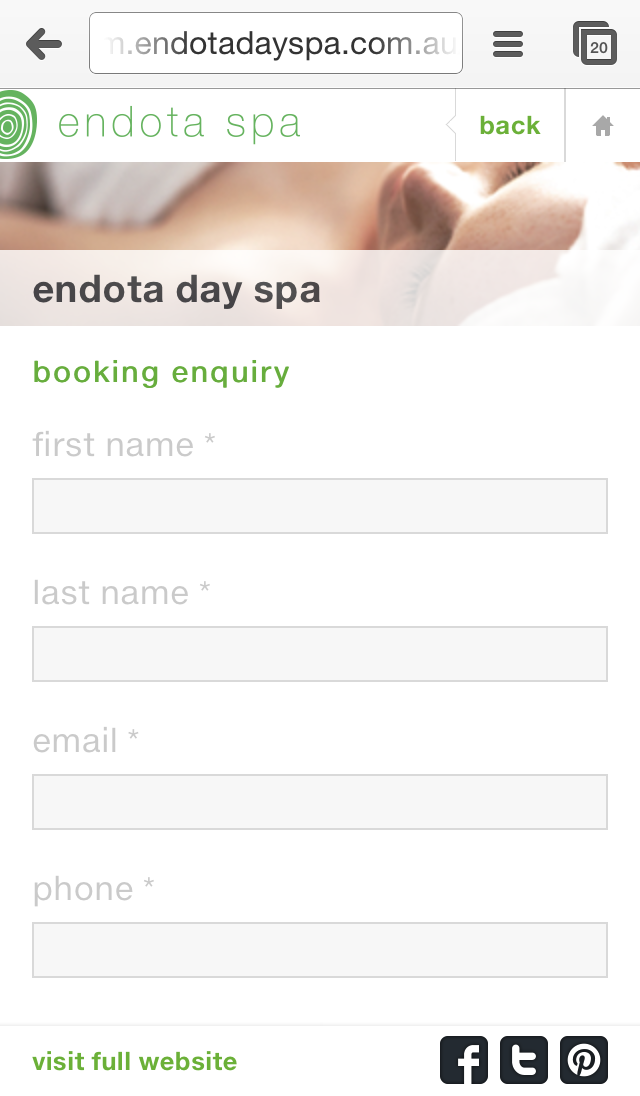 m.endotadayspa.com.au
20
endota spa
back
endota day spa
booking enquiry
first name *
last name *
email *
phone *
visit full website